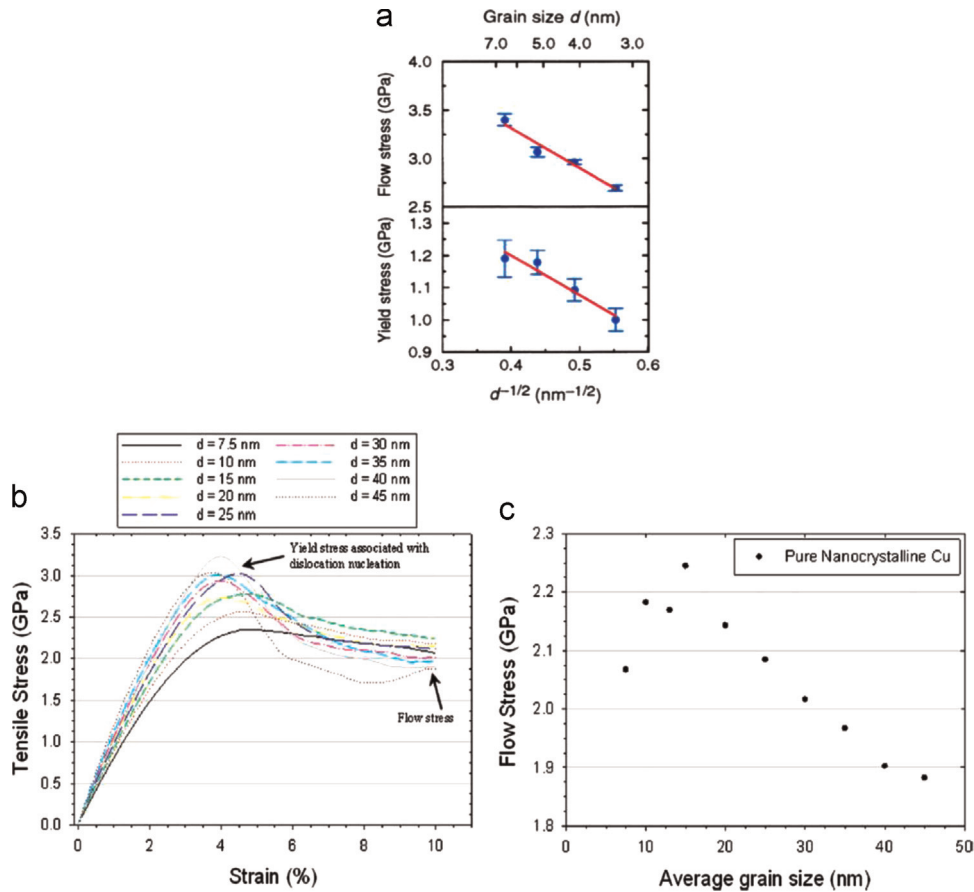 a
Grain size d (nm)
7.0 5.0 4.0 3.0
Flow stress (GPa)
4.0
3.5
3.0
2.5
Yield stress (GPa)
1.3
1.2
1.1
1.0
0.9
0.3 0.4 0.5 0.6
d⁻¹/² (nm⁻¹/²)
b
d = 7.5 nm d = 30 nm
d = 10 nm d = 35 nm
d = 15 nm d = 40 nm
d = 20 nm d = 45 nm
d = 25 nm
Tensile Stress (GPa)
3.5
3.0
2.5
2.0
1.5
1.0
0.5
0.0
Yield stress associated with
dislocation nucleation
Flow stress
0 2 4 6 8 10
Strain (%)
c
Pure Nanocrystalline Cu
Flow Stress (GPa)
2.3
2.2
2.1
2.0
1.9
1.8
0 10 20 30 40 50
Average grain size (nm)